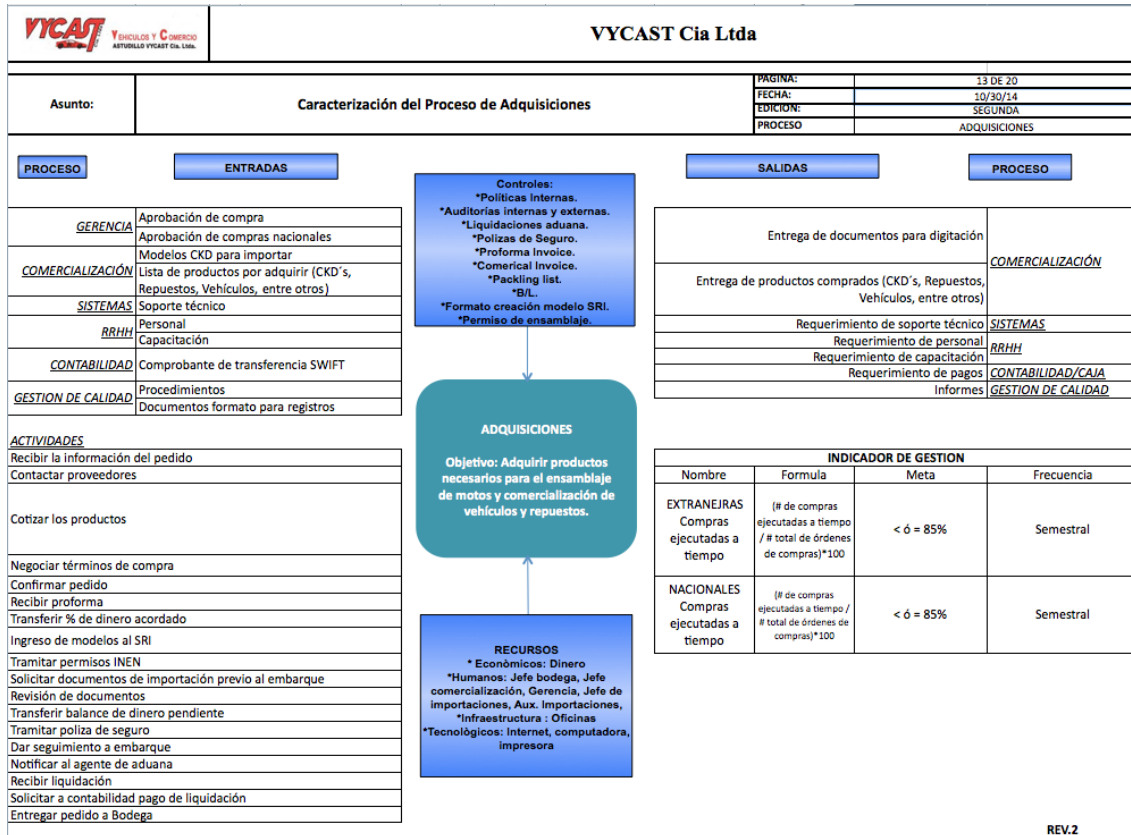 VYCAST
VEHICULOS Y COMERCIO
ASTUDILLO VYCAST Cia. Ltda.
VYCAST Cia Ltda
Asunto:
Caracterización del Proceso de Adquisiciones
PAGINA: 13 DE 20
FECHA: 10/30/14
EDICION: SEGUNDA
PROCESO ADQUISICIONES
PROCESO
ENTRADAS
GERENCIA
Aprobación de compra
Aprobación de compras nacionales
COMERCIALIZACIÓN
Modelos CKD para importar
Lista de productos por adquirir (CKD´s,
Repuestos, Vehículos, entre otros)
SISTEMAS Soporte técnico
RRHH
Personal
Capacitación
CONTABILIDAD Comprobante de transferencia SWIFT
GESTION DE CALIDAD
Procedimientos
Documentos formato para registros
Controles:
*Políticas Internas.
*Auditorías internas y externas.
*Liquidaciones aduana.
*Polizas de Seguro.
*Proforma Invoice.
*Comerical Invoice.
*Packling list.
*B/L.
*Formato creación modelo SRI.
*Permiso de ensamblaje.
SALIDAS
PROCESO
Entrega de documentos para digitación
Entrega de productos comprados (CKD´s, Repuestos,
Vehículos, entre otros)
COMERCIALIZACIÓN
Requerimiento de soporte técnico SISTEMAS
Requerimiento de personal
Requerimiento de capacitación
RRHH
Requerimiento de pagos CONTABILIDAD/CAJA
Informes GESTION DE CALIDAD
ADQUISICIONES
Objetivo: Adquirir productos
necesarios para el ensamblaje
de motos y comercialización de
vehículos y repuestos.
ACTIVIDADES
Recibir la información del pedido
Contactar proveedores
Cotizar los productos
Negociar términos de compra
Confirmar pedido
Recibir proforma
Transferir % de dinero acordado
Ingreso de modelos al SRI
Tramitar permisos INEN
Solicitar documentos de importación previo al embarque
Revisión de documentos
Transferir balance de dinero pendiente
Tramitar poliza de seguro
Dar seguimiento a embarque
Notificar al agente de aduana
Recibir liquidación
Solicitar a contabilidad pago de liquidación
Entregar pedido a Bodega
RECURSOS
* Econòmicos: Dinero
*Humanos: Jefe bodega, Jefe
comercialización, Gerencia, Jefe de
importaciones, Aux. Importaciones,
*Infraestructura : Oficinas
*Tecnològicos: Internet, computadora,
impresora
INDICADOR DE GESTION
Nombre Formula Meta Frecuencia
EXTRANEJRAS
Compras
ejecutadas a
tiempo
(# de compras
ejecutadas a tiempo
/ # total de órdenes
de compras)*100
< ó = 85%
Semestral
NACIONALES
Compras
ejecutadas a
tiempo
(# de compras
ejecutadas a tiempo /
# total de órdenes de
compras)*100
< ó = 85%
Semestral
REV.2